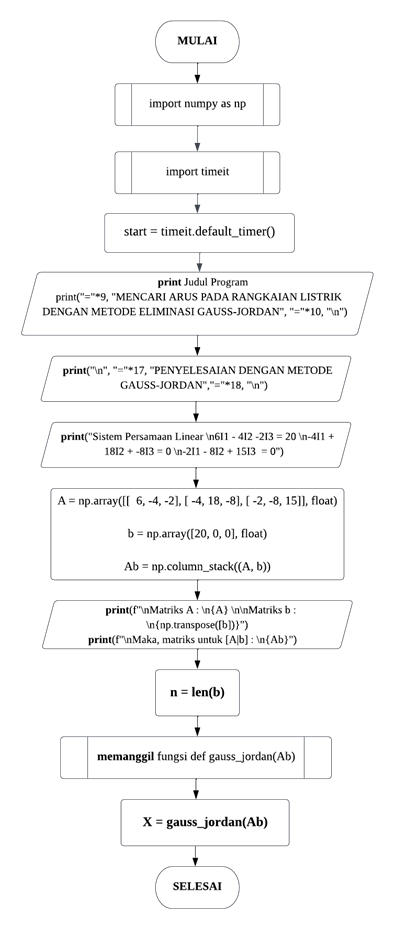 MULAI
import numpy as np
import timeit
start = timeit.default_timer()
print Judul Program
print("="*9, "MENCARI ARUS PADA RANGKAIAN LISTRIK
DENGAN METODE ELIMINASI GAUSS-JORDAN", "="*10, "\n")
print("\n", "="*17, "PENYELESAIAN DENGAN METODE
GAUSS-JORDAN","="*18, "\n")
print("Sistem Persamaan Linear \n6I1 - 4I2 -2I3 = 20 \n-4I1 +
18I2 + -8I3 = 0 \n-2I1 - 8I2 + 15I3  = 0")
A = np.array([[  6, -4, -2], [ -4, 18, -8], [ -2, -8, 15]], float)
b = np.array([20, 0, 0], float)
Ab = np.column_stack((A, b))
print(f"\nMatriks A : \n{A} \n\nMatriks b :
\n{np.transpose([b])}")
print(f"\nMaka, matriks untuk [A|b] : \n{Ab}")
n = len(b)
memanggil fungsi def gauss_jordan(Ab)
X = gauss_jordan(Ab)
SELESAI